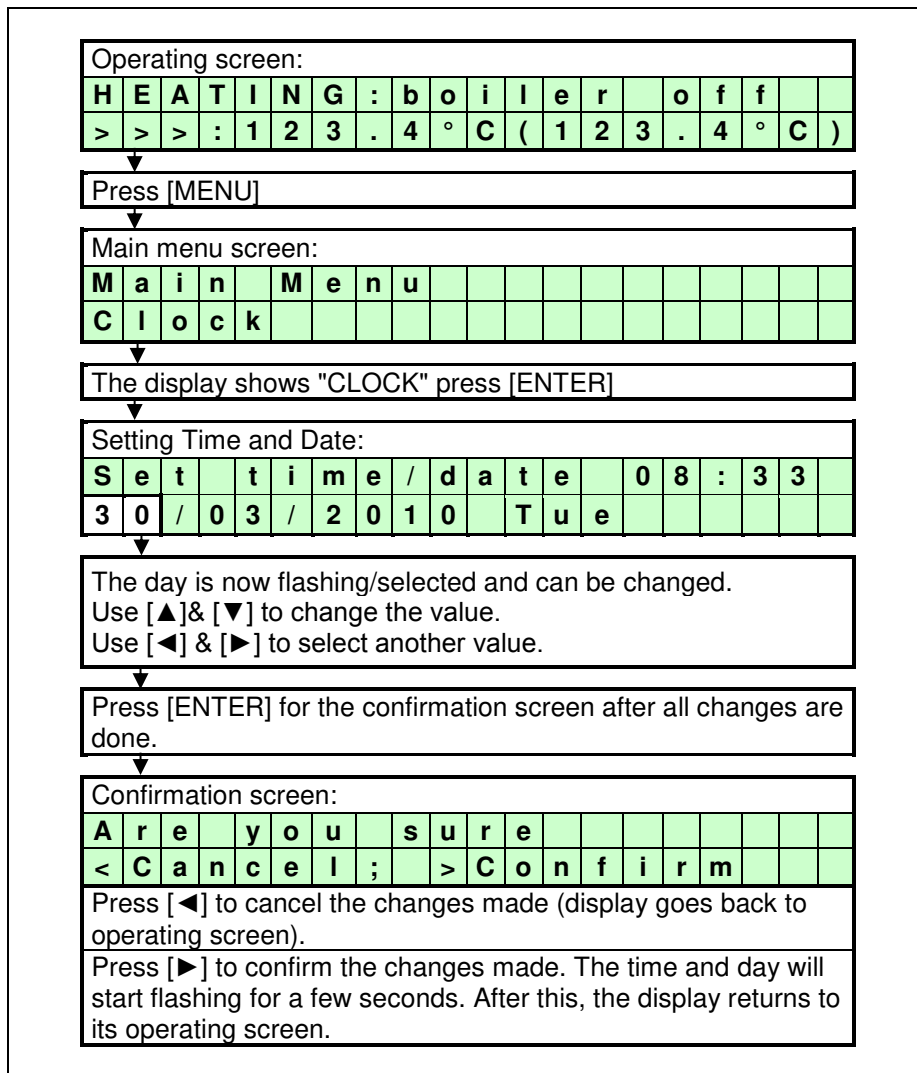 Operating screen:
HEATING:boiler off
>>>:123.4°C(123.4°C)
Press [MENU]
Main menu screen:
Main Menu
Clock
The display shows "CLOCK" press [ENTER]
Setting Time and Date:
Set time/date 08:33
30/03/2010 Tue
The day is now flashing/selected and can be changed.
Use [▲]& [▼] to change the value.
Use [◄] & [►] to select another value.
Press [ENTER] for the confirmation screen after all changes are
done.
Confirmation screen:
Are you sure
<Cancel; >Confirm
Press [◄] to cancel the changes made (display goes back to
operating screen).
Press [►] to confirm the changes made. The time and day will
start flashing for a few seconds. After this, the display returns to
its operating screen.